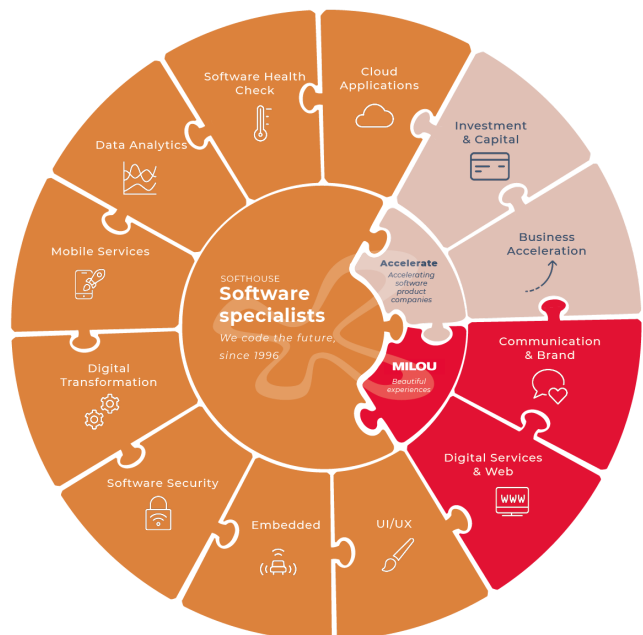 Cloud
Applications
Software Health
Check
Investment
& Capital
Data Analytics
Business
Acceleration
Mobile Services
Accelerate
Accelerating
software
product
companies
SOFTHOUSE
Software
specialists
We code the future,
since 1996
Communication
& Brand
MILOU
Beautiful
experiences
Digital
Transformation
Digital Services
& Web
WWW
Software Security
Embedded
UI/UX